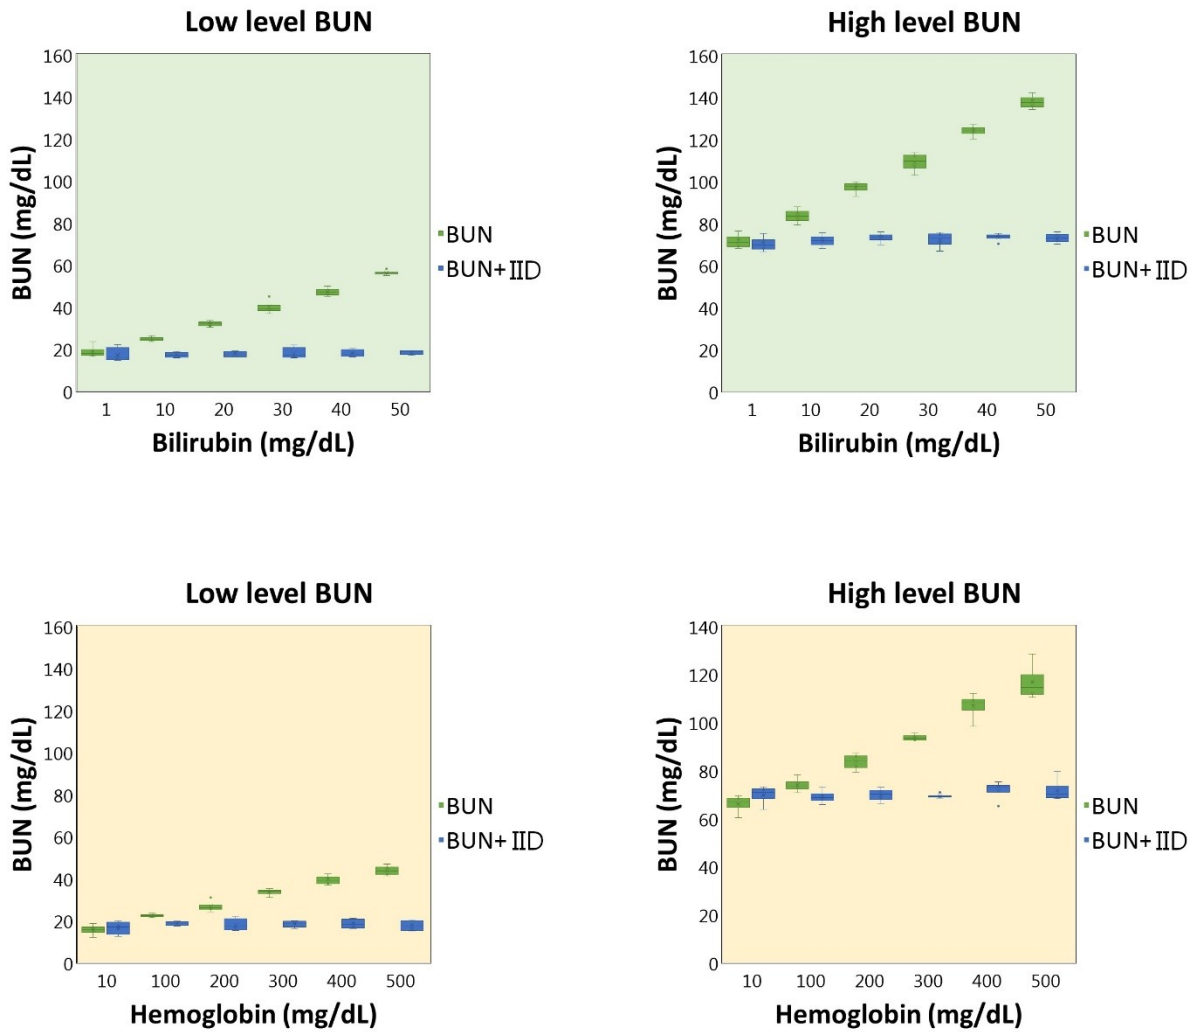 Low level BUN
160
140
120
100
80
60
40
20
0
BUN (mg/dL)
1 10 20 30 40 50
Bilirubin (mg/dL)
BUN
BUN+IID
High level BUN
160
140
120
100
80
60
40
20
0
BUN (mg/dL)
1 10 20 30 40 50
Bilirubin (mg/dL)
BUN
BUN+IID
Low level BUN
160
140
120
100
80
60
40
20
0
BUN (mg/dL)
10 100 200 300 400 500
Hemoglobin (mg/dL)
BUN
BUN+IID
High level BUN
140
120
100
80
60
40
20
0
BUN (mg/dL)
10 100 200 300 400 500
Hemoglobin (mg/dL)
BUN
BUN+IID